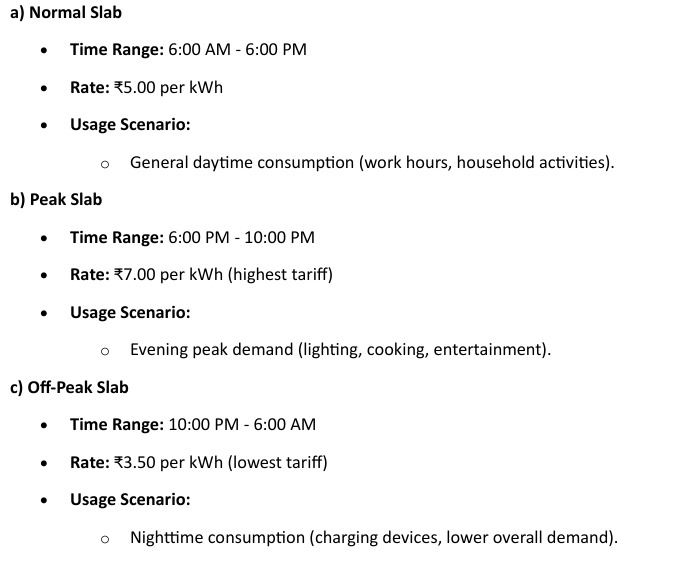 a) Normal Slab
• Time Range: 6:00 AM - 6:00 PM
• Rate: ₹5.00 per kWh
• Usage Scenario:
o General daytime consumption (work hours, household activities).
b) Peak Slab
• Time Range: 6:00 PM - 10:00 PM
• Rate: ₹7.00 per kWh (highest tariff)
• Usage Scenario:
o Evening peak demand (lighting, cooking, entertainment).
c) Off-Peak Slab
• Time Range: 10:00 PM - 6:00 AM
• Rate: ₹3.50 per kWh (lowest tariff)
• Usage Scenario:
o Nighttime consumption (charging devices, lower overall demand).